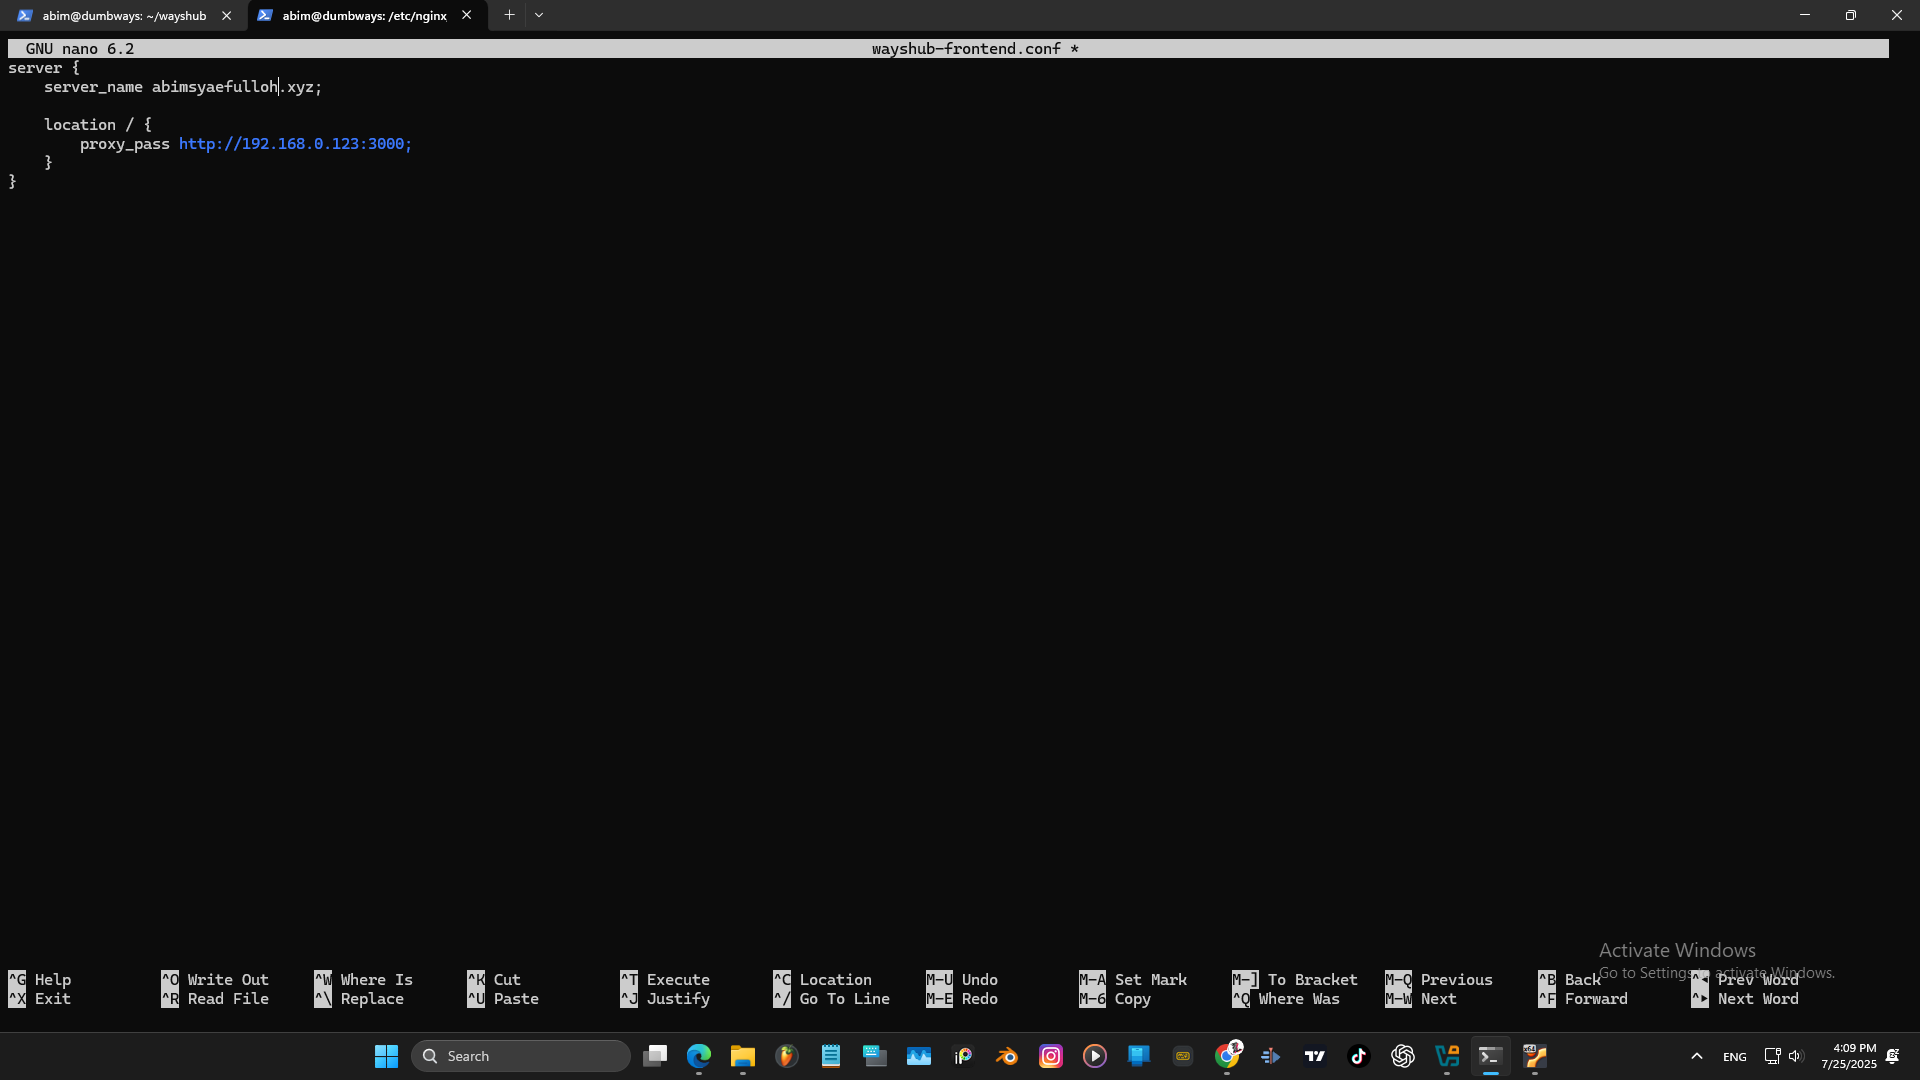 abim@dumbways: ~/wayshub
abim@dumbways: /etc/nginx
GNU nano 6.2 wayshub-frontend.conf *
server {
    server_name abimsyaefulloh.xyz;
    location / {
        proxy_pass http://192.168.0.123:3000;
    }
}
Activate Windows
Go to Settings to activate Windows.
^G Help ^O Write Out ^W Where Is ^K Cut ^T Execute ^C Location M-U Undo M-A Set Mark M-] To Bracket M-Q Previous ^B Back ^◂ Prev Word
^X Exit ^R Read File ^\ Replace ^U Paste ^J Justify ^/ Go To Line M-E Redo M-6 Copy ^Q Where Was M-W Next ^F Forward ^▸ Next Word
Search
ENG
4:09 PM
7/25/2025